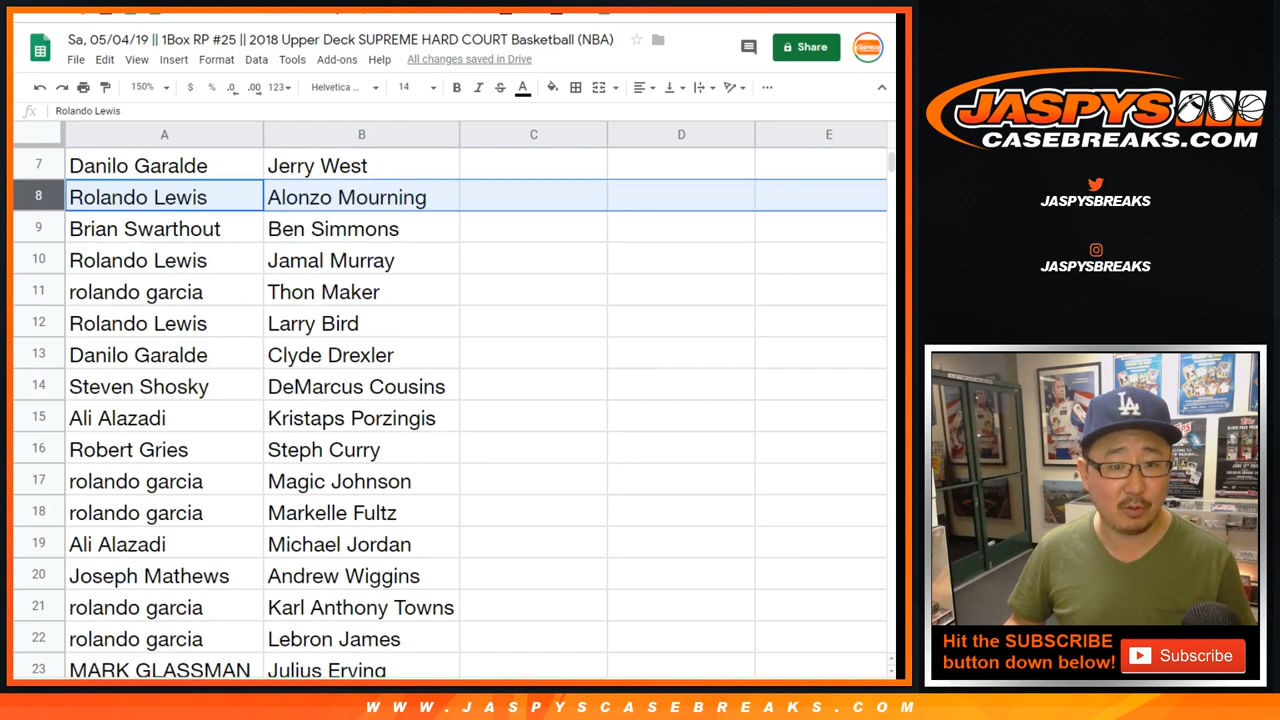 Sa, 05/04/19 || 1Box RP #25 || 2018 Upper Deck SUPREME HARD COURT Basketball (NBA)
Share
File Edit View Insert Format Data Tools Add-ons Help All changes saved in Drive
150% $ % .0 .00 123 Helvetica ... 14 B I S A
fx Rolando Lewis
A B C D E
7 Danilo Garalde Jerry West
8 Rolando Lewis Alonzo Mourning
9 Brian Swarthout Ben Simmons
10 Rolando Lewis Jamal Murray
11 rolando garcia Thon Maker
12 Rolando Lewis Larry Bird
13 Danilo Garalde Clyde Drexler
14 Steven Shosky DeMarcus Cousins
15 Ali Alazadi Kristaps Porzingis
16 Robert Gries Steph Curry
17 rolando garcia Magic Johnson
18 rolando garcia Markelle Fultz
19 Ali Alazadi Michael Jordan
20 Joseph Mathews Andrew Wiggins
21 rolando garcia Karl Anthony Towns
22 rolando garcia Lebron James
23 MARK GLASSMAN Julius Erving
JASPYS
CASEBREAKS.COM
JASPYSBREAKS
JASPYSBREAKS
LA
Hit the SUBSCRIBE
button down below!
Subscribe
WWW.JASPYSCASEBREAKS.COM